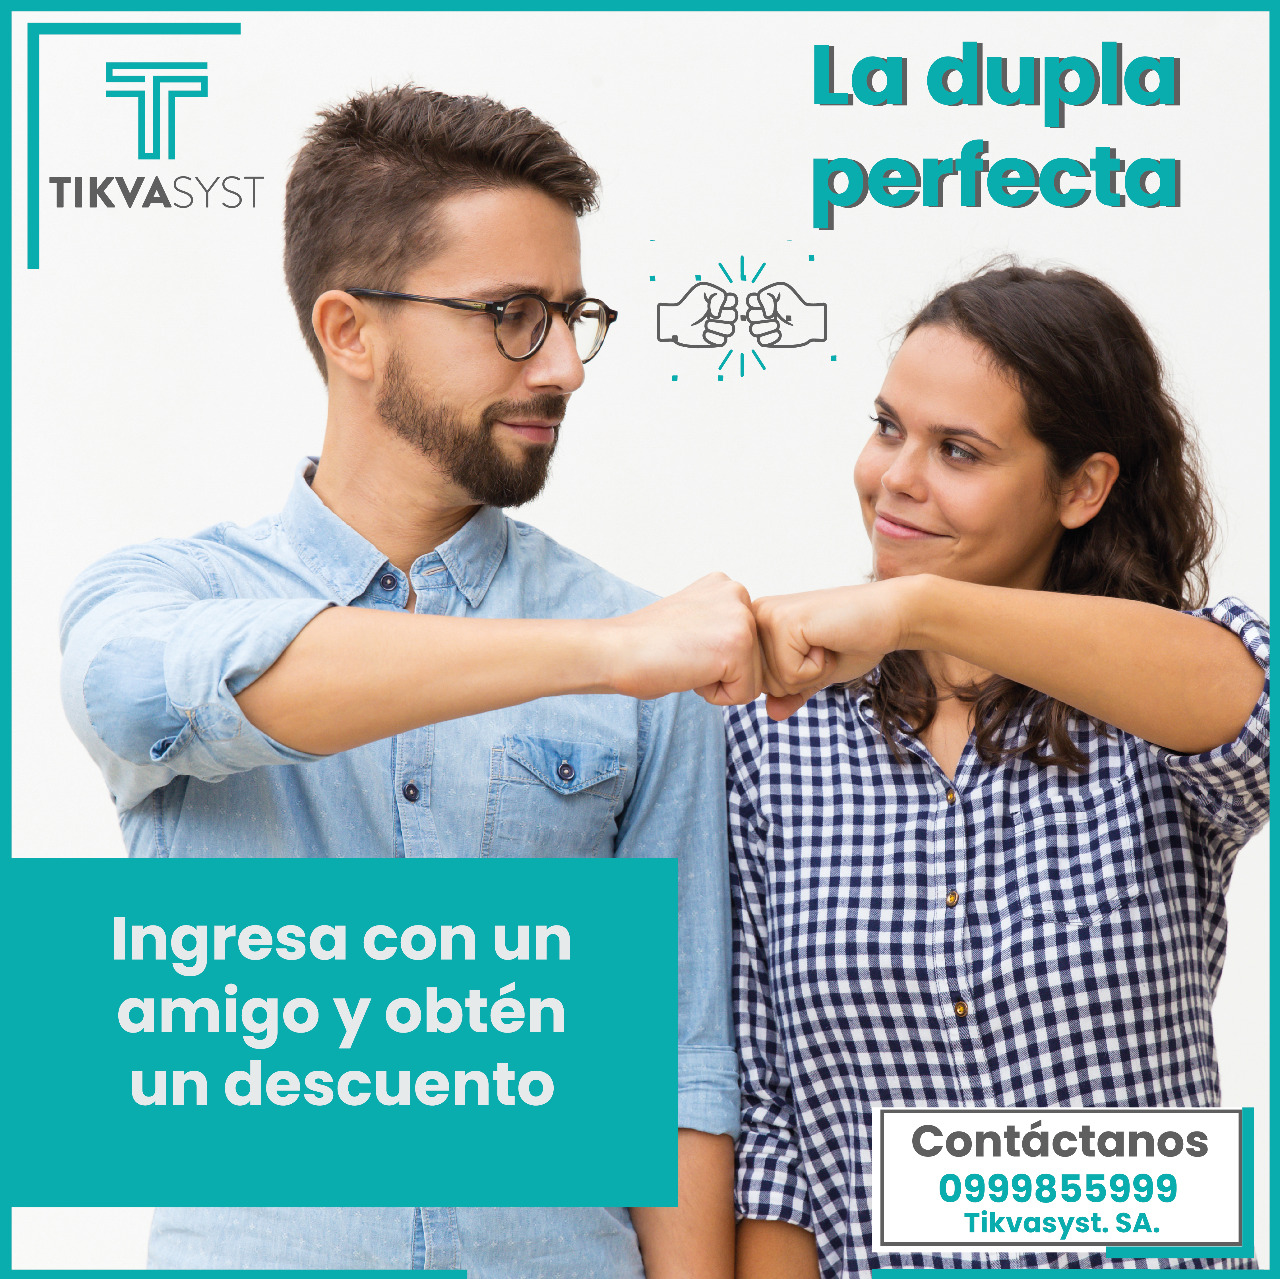 TIKVASYST
La dupla
perfecta
Ingresa con un
amigo y obtén
un descuento
Contáctanos
0999855999
Tikvasyst. SA.